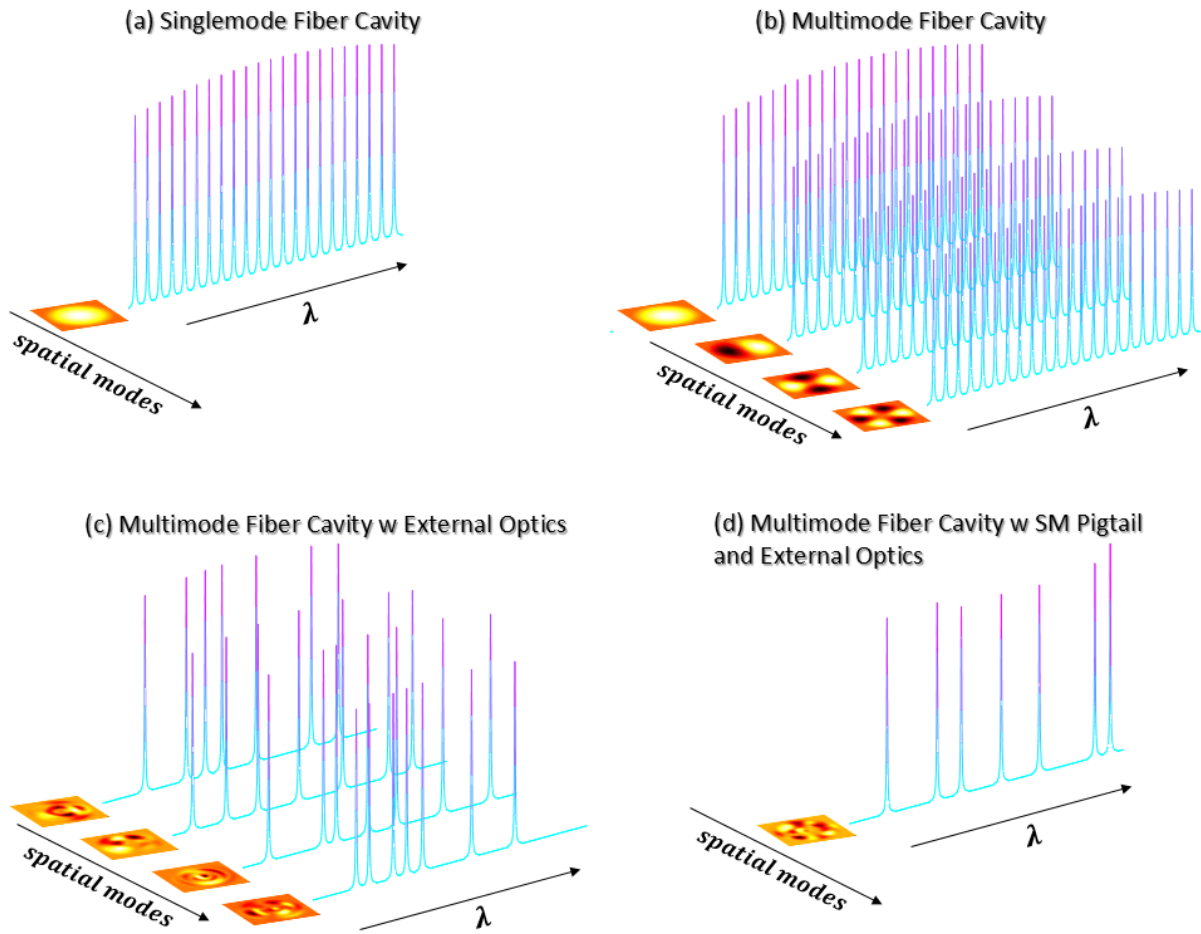 (a) Singlemode Fiber Cavity
λ
spatial modes
(b) Multimode Fiber Cavity
λ
spatial modes
(c) Multimode Fiber Cavity w External Optics
λ
spatial modes
(d) Multimode Fiber Cavity w SM Pigtail
and External Optics
λ
spatial modes